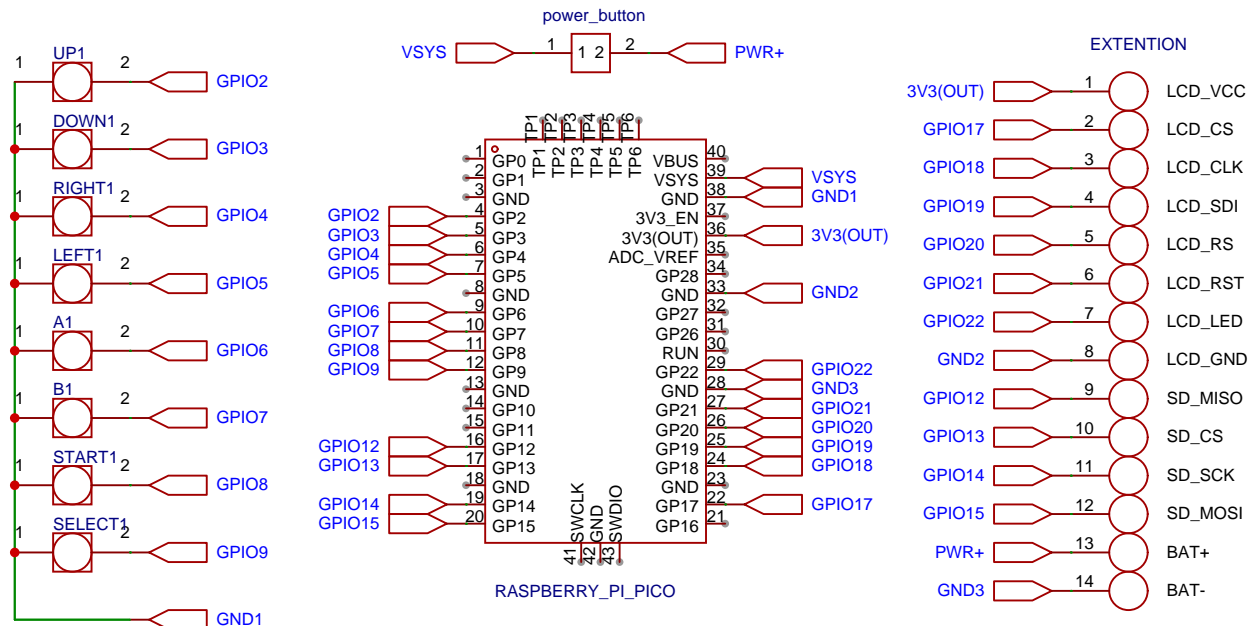 power_button
VSYS 1 1 2 2 PWR+
UP1
1 2 GPIO2
DOWN1
1 2 GPIO3
RIGHT1
1 2 GPIO4
LEFT1
1 2 GPIO5
A1
1 2 GPIO6
B1
1 2 GPIO7
START1
1 2 GPIO8
SELECT1
1 2 GPIO9
GND1
TP1 TP2 TP3 TP4 TP5 TP6
TP1 TP2 TP3 TP4 TP5 TP6
1 GP0
2 GP1
3 GND
GPIO2 4 GP2
GPIO3 5 GP3
GPIO4 6 GP4
GPIO5 7 GP5
8 GND
GPIO6 9 GP6
GPIO7 10 GP7
GPIO8 11 GP8
GPIO9 12 GP9
13 GND
14 GP10
15 GP11
GPIO12 16 GP12
GPIO13 17 GP13
18 GND
GPIO14 19 GP14
GPIO15 20 GP15
VBUS 40
VSYS 39 VSYS
GND 38 GND1
3V3_EN 37
3V3(OUT) 36 3V3(OUT)
ADC_VREF 35
GP28 34
GND 33 GND2
GP27 32
GP26 31
RUN 30
GP22 29 GPIO22
GND 28 GND3
GP21 27 GPIO21
GP20 26 GPIO20
GP19 25 GPIO19
GP18 24 GPIO18
GND 23
GP17 22 GPIO17
GP16 21
41 SWCLK
42 GND
43 SWDIO
RASPBERRY_PI_PICO
EXTENTION
3V3(OUT) 1 LCD_VCC
GPIO17 2 LCD_CS
GPIO18 3 LCD_CLK
GPIO19 4 LCD_SDI
GPIO20 5 LCD_RS
GPIO21 6 LCD_RST
GPIO22 7 LCD_LED
GND2 8 LCD_GND
GPIO12 9 SD_MISO
GPIO13 10 SD_CS
GPIO14 11 SD_SCK
GPIO15 12 SD_MOSI
PWR+ 13 BAT+
GND3 14 BAT-